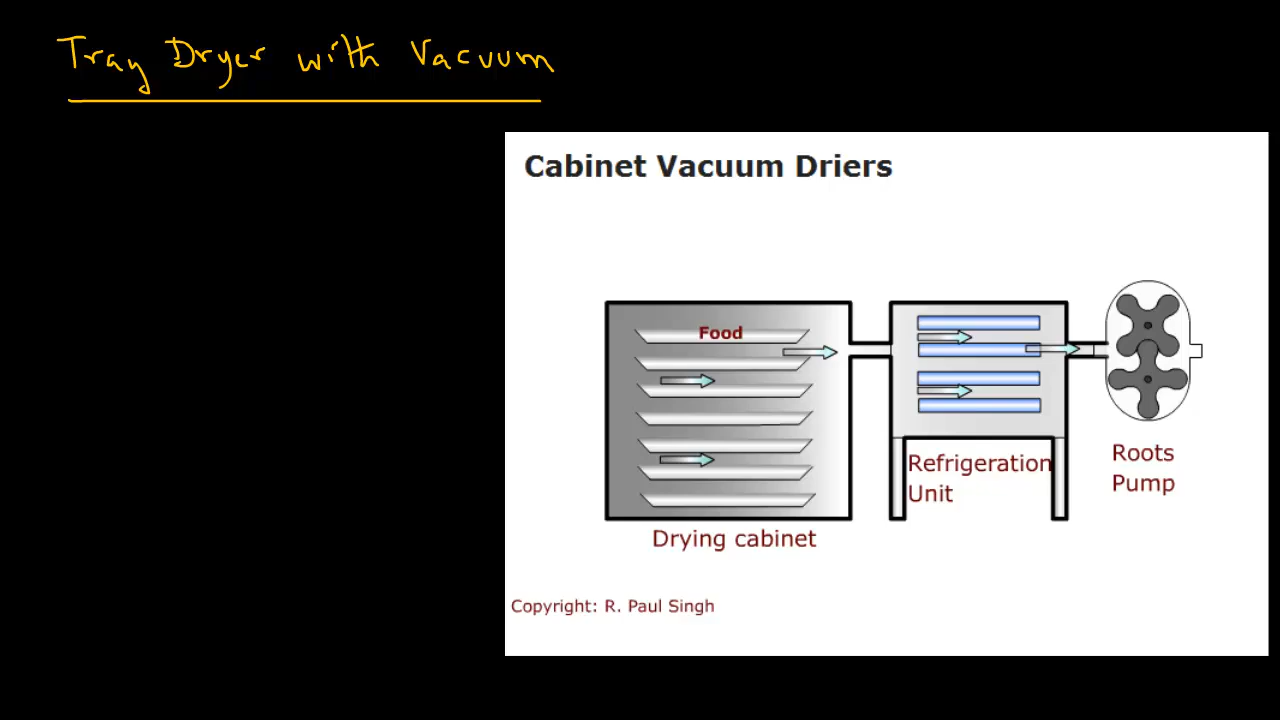 Tray Dryer with Vacuum
Cabinet Vacuum Driers
Food
Drying cabinet
Refrigeration
Unit
Roots
Pump
Copyright: R. Paul Singh